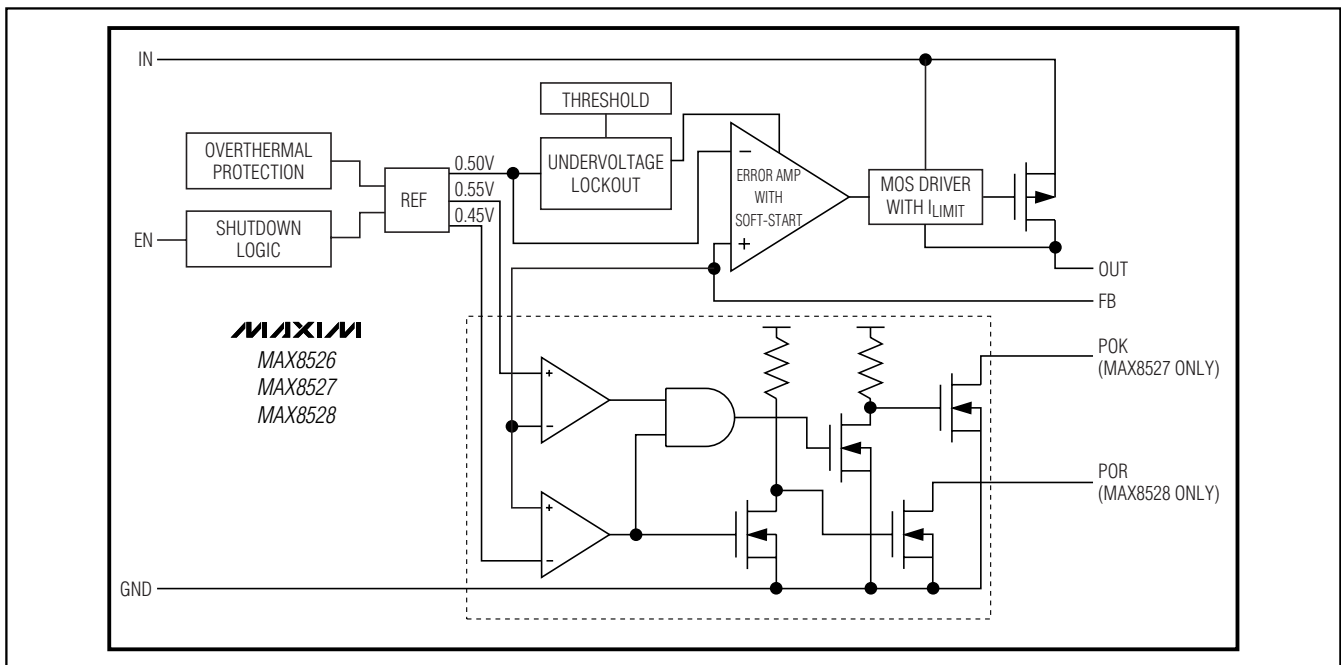 IN
THRESHOLD
OVERTHERMAL
PROTECTION
UNDERVOLTAGE
LOCKOUT
0.50V
0.55V
0.45V
REF
EN
SHUTDOWN
LOGIC
−
ERROR AMP
WITH
SOFT-START
+
MOS DRIVER
WITH ILIMIT
OUT
FB
MAXIM
MAX8526
MAX8527
MAX8528
+
−
+
−
POK
(MAX8527 ONLY)
POR
(MAX8528 ONLY)
GND